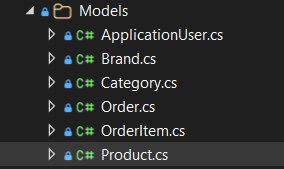 Models
C# ApplicationUser.cs
C# Brand.cs
C# Category.cs
C# Order.cs
C# OrderItem.cs
C# Product.cs